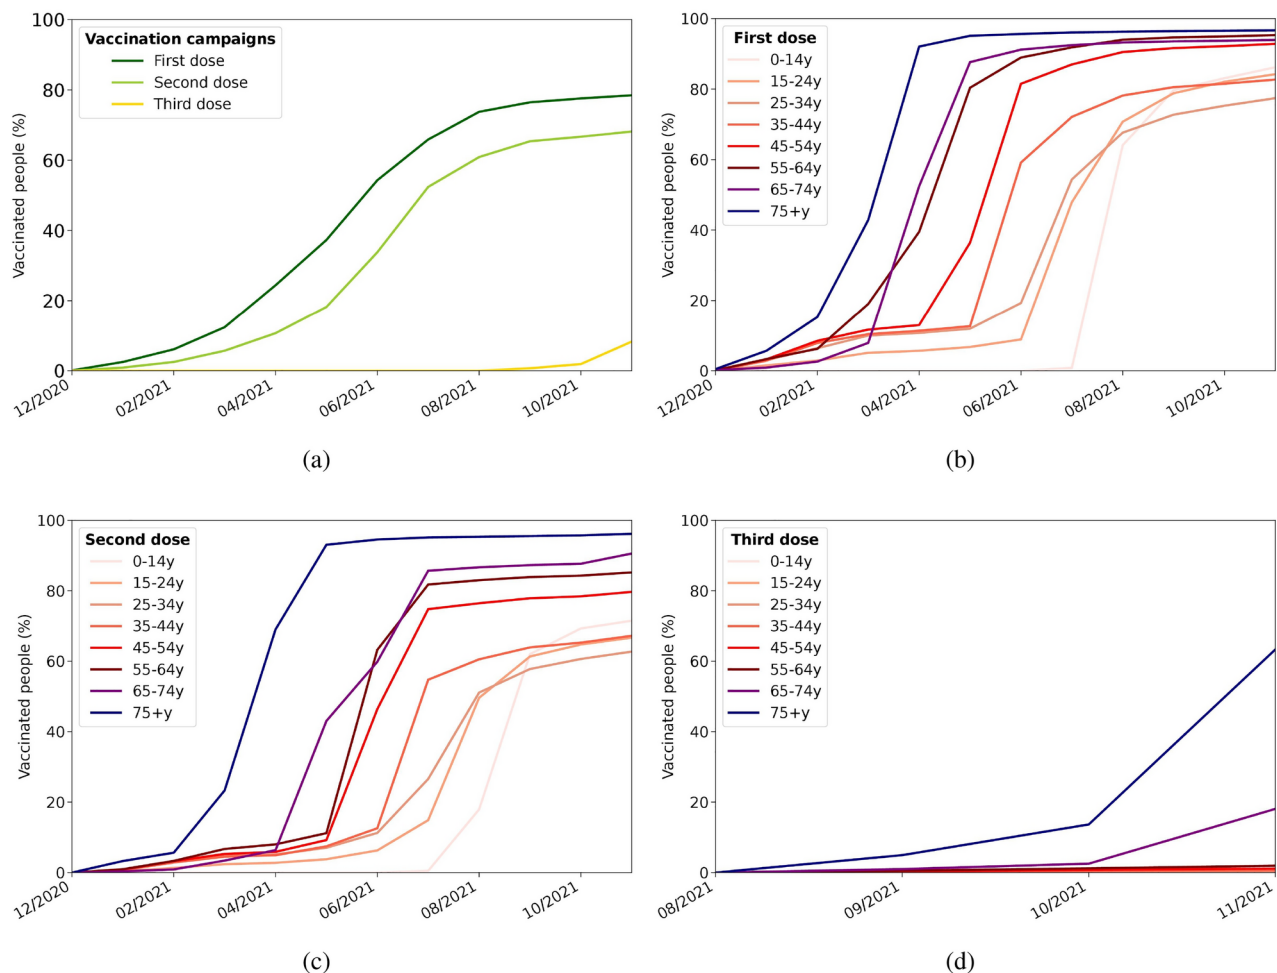 100
80
60
40
20
0
Vaccinated people (%)
Vaccination campaigns
First dose
Second dose
Third dose
12/2020
02/2021
04/2021
06/2021
08/2021
10/2021
(a)
100
80
60
40
20
0
Vaccinated people (%)
First dose
0-14y
15-24y
25-34y
35-44y
45-54y
55-64y
65-74y
75+y
12/2020
02/2021
04/2021
06/2021
08/2021
10/2021
(b)
100
80
60
40
20
0
Vaccinated people (%)
Second dose
0-14y
15-24y
25-34y
35-44y
45-54y
55-64y
65-74y
75+y
12/2020
02/2021
04/2021
06/2021
08/2021
10/2021
(c)
100
80
60
40
20
0
Vaccinated people (%)
Third dose
0-14y
15-24y
25-34y
35-44y
45-54y
55-64y
65-74y
75+y
08/2021
09/2021
10/2021
11/2021
(d)